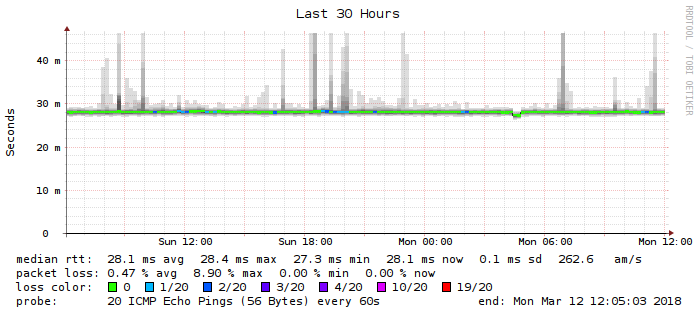 Last 30 Hours
RRDTOOL / TOBI OETIKER
Seconds
40 m
30 m
20 m
10 m
0
Sun 12:00 Sun 18:00 Mon 00:00 Mon 06:00 Mon 12:00
median rtt: 28.1 ms avg 28.4 ms max 27.3 ms min 28.1 ms now 0.1 ms sd 262.6 am/s
packet loss: 0.47 % avg 8.90 % max 0.00 % min 0.00 % now
loss color: 0 1/20 2/20 3/20 4/20 10/20 19/20
probe: 20 ICMP Echo Pings (56 Bytes) every 60s end: Mon Mar 12 12:05:03 2018